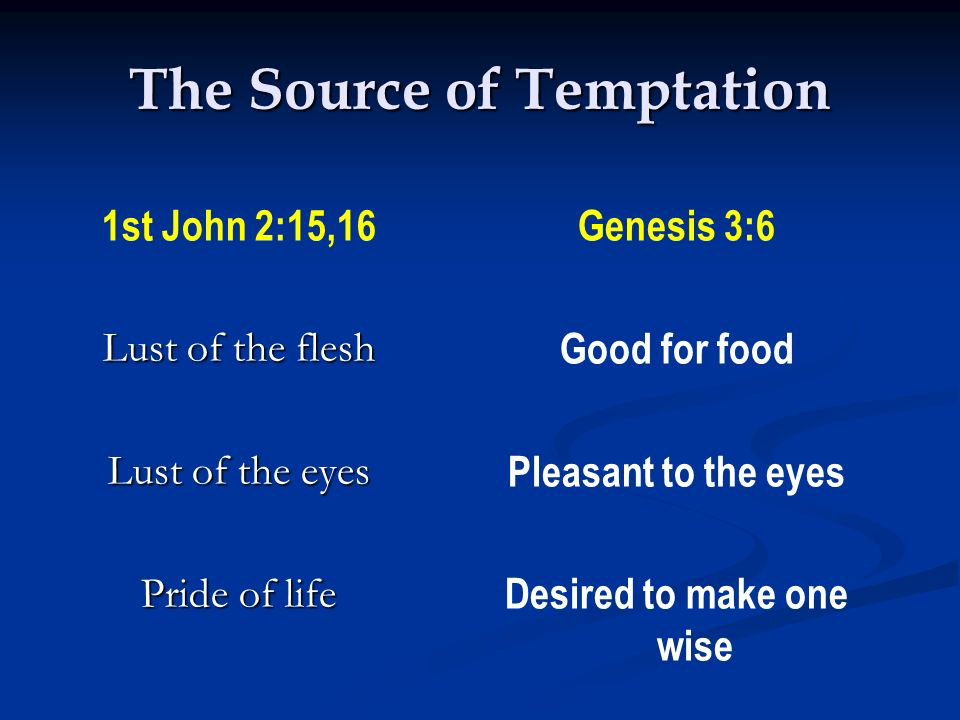 The Source of Temptation
1st John 2:15,16 Genesis 3:6
Lust of the flesh Good for food
Lust of the eyes Pleasant to the eyes
Pride of life Desired to make one
wise